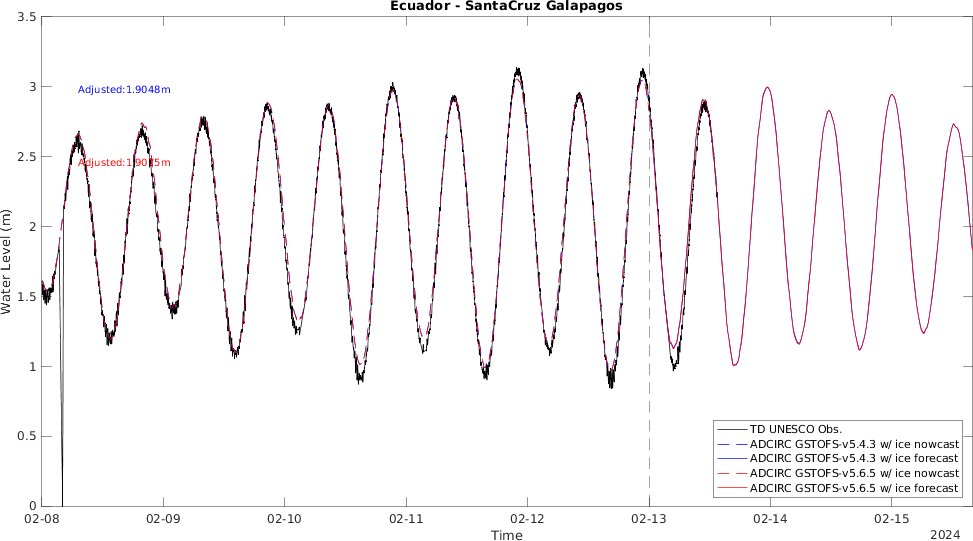 Ecuador - SantaCruz Galapagos
3.5
3
2.5
2
1.5
1
0.5
0
Water Level (m)
Adjusted:1.9048m
TD UNESCO Obs.
ADCIRC GSTOFS-v5.4.3 w/ ice nowcast
ADCIRC GSTOFS-v5.4.3 w/ ice forecast
ADCIRC GSTOFS-v5.6.5 w/ ice nowcast
ADCIRC GSTOFS-v5.6.5 w/ ice forecast
02-08
02-09
02-10
02-11
02-12
02-13
02-14
02-15
Time
2024